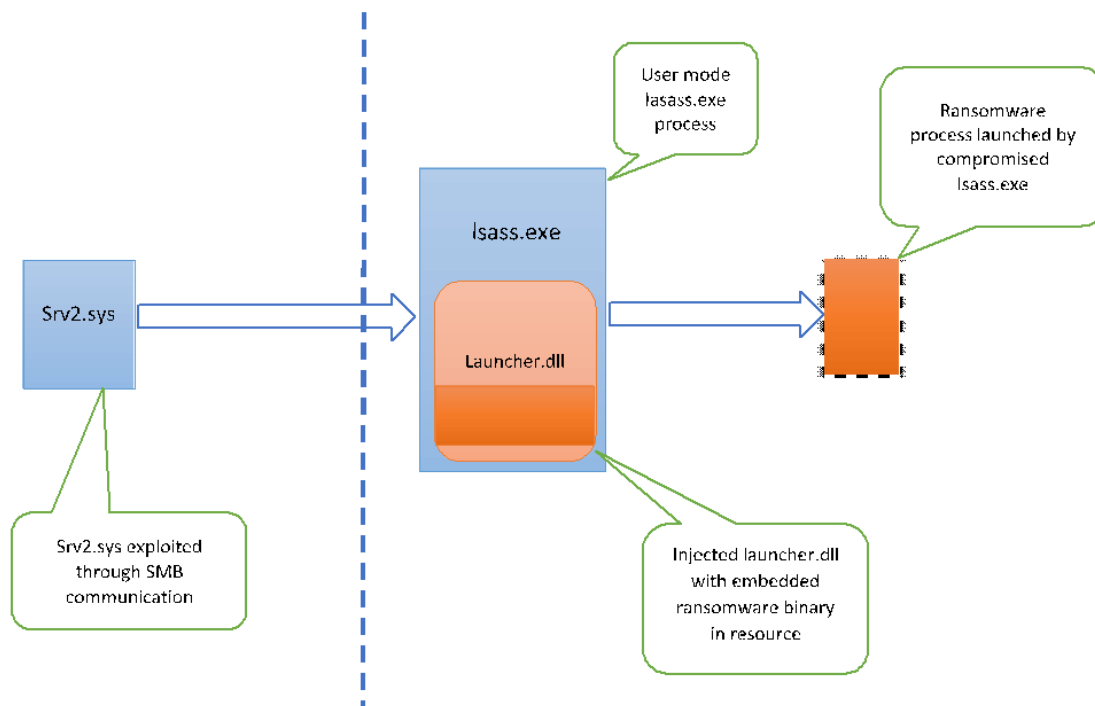 User mode
lasass.exe
process
Ransomware
process launched by
compromised
lsass.exe
lsass.exe
Srv2.sys
Launcher.dll
Srv2.sys exploited
through SMB
communication
Injected launcher.dll
with embedded
ransomware binary
in resource